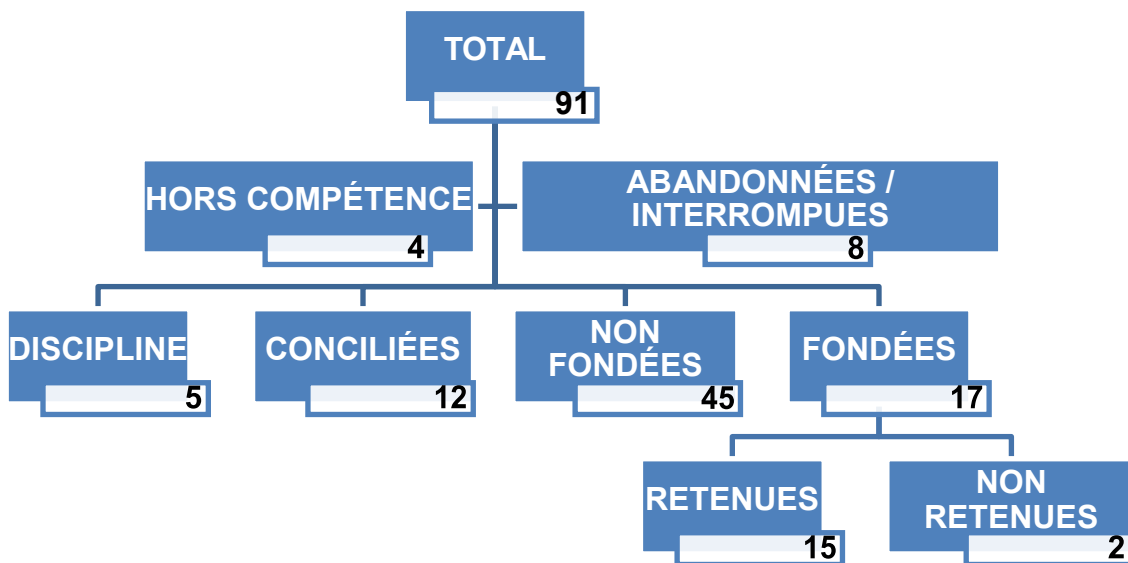 TOTAL
91
HORS COMPÉTENCE
4
ABANDONNÉES /
INTERROMPUES
8
DISCIPLINE
5
CONCILIÉES
12
NON
FONDÉES
45
FONDÉES
17
RETENUES
15
NON
RETENUES
2